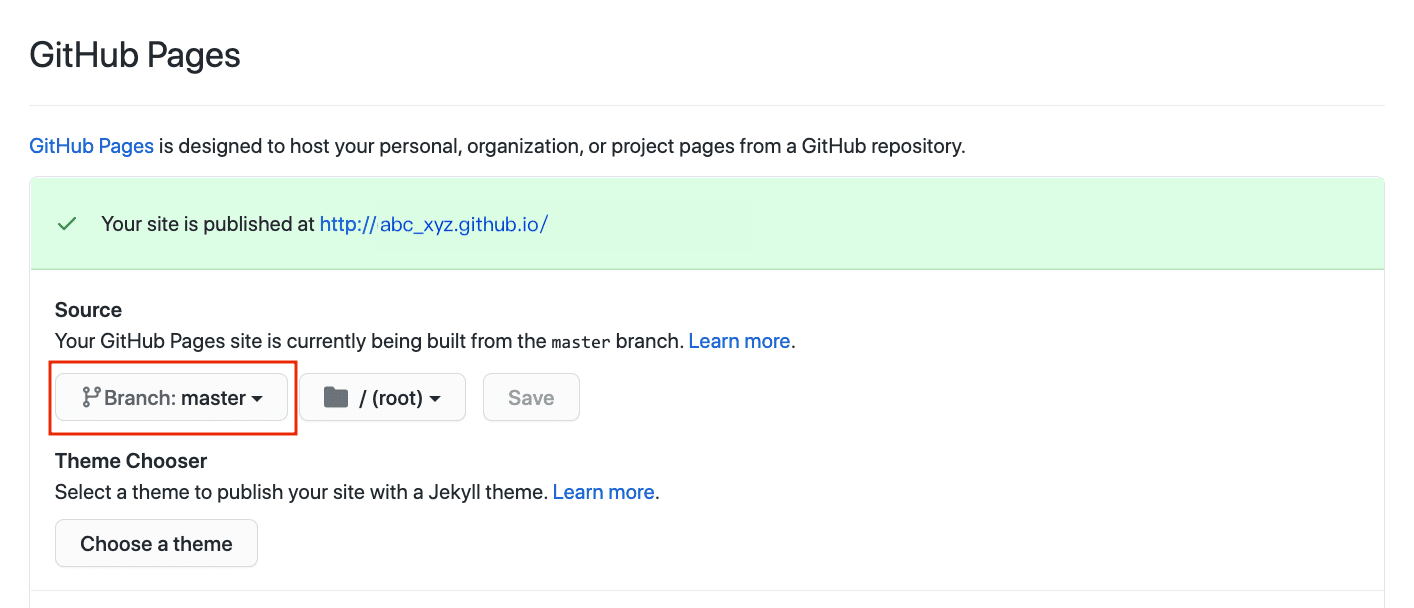 GitHub Pages
GitHub Pages is designed to host your personal, organization, or project pages from a GitHub repository.
Your site is published at http://abc_xyz.github.io/
Source
Your GitHub Pages site is currently being built from the master branch. Learn more.
Branch: master / (root) Save
Theme Chooser
Select a theme to publish your site with a Jekyll theme. Learn more.
Choose a theme